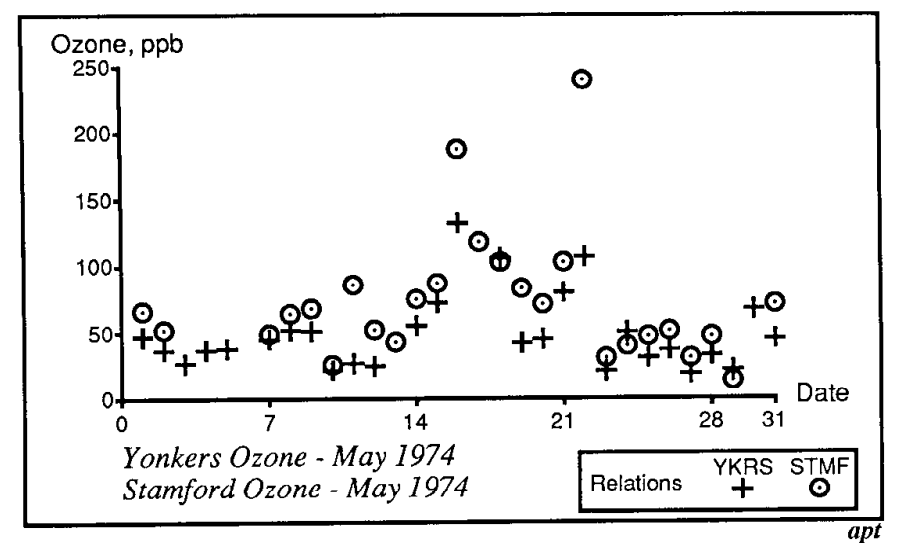 Ozone, ppb
250
200
150
100
50
0
0 7 14 21 28 31 Date
Yonkers Ozone - May 1974
Stamford Ozone - May 1974
Relations YKRS STMF
apt